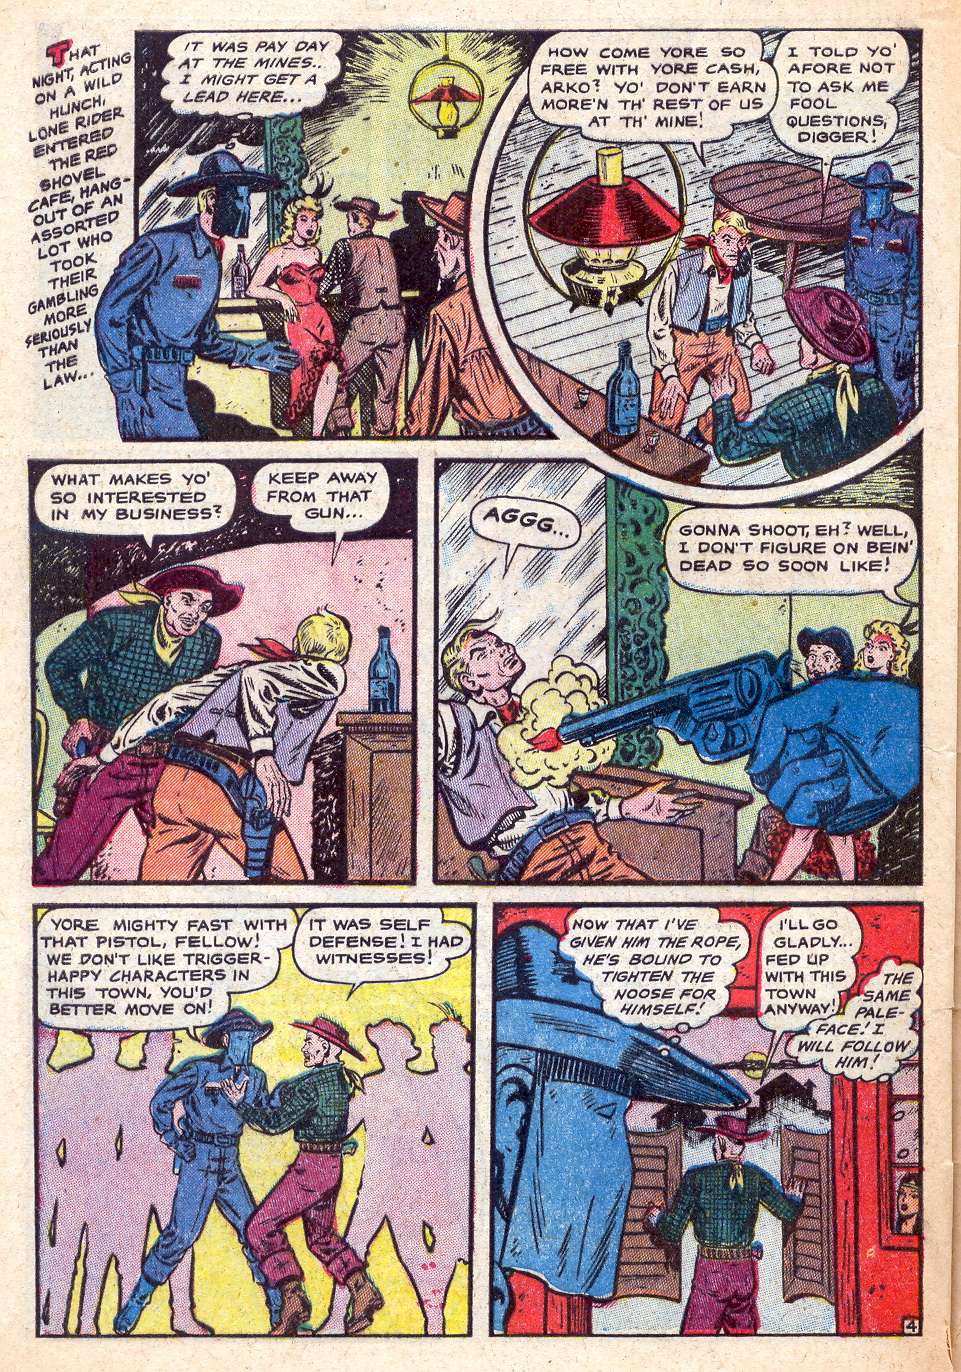 THAT
NIGHT, ACTING
ON A WILD
HUNCH,
LONE RIDER
ENTERED
THE RED
SHOVEL
CAFE, HANG-
OUT OF AN
ASSORTED
LOT WHO
TOOK
THEIR
GAMBLING
MORE
SERIOUSLY
THAN
THE
LAW...
IT WAS PAY DAY
AT THE MINES..
I MIGHT GET A
LEAD HERE...
HOW COME YORE SO
FREE WITH YORE CASH,
ARKO? YO' DON'T EARN
MORE'N TH' REST OF US
AT TH' MINE!
I TOLD YO'
AFORE NOT
TO ASK ME
FOOL
QUESTIONS,
DIGGER!
WHAT MAKES YO'
SO INTERESTED
IN MY BUSINESS?
KEEP AWAY
FROM THAT
GUN...
AGGG...
GONNA SHOOT, EH? WELL,
I DON'T FIGURE ON BEIN'
DEAD SO SOON LIKE!
YORE MIGHTY FAST WITH
THAT PISTOL, FELLOW!
WE DON'T LIKE TRIGGER-
HAPPY CHARACTERS IN
THIS TOWN, YOU'D
BETTER MOVE ON!
IT WAS SELF
DEFENSE! I HAD
WITNESSES!
NOW THAT I'VE
GIVEN HIM THE ROPE,
HE'S BOUND TO
TIGHTEN THE
NOOSE FOR
HIMSELF!
I'LL GO
GLADLY...
FED UP
WITH THIS
TOWN
ANYWAY!
THE
SAME
PALE-
FACE! I
WILL FOLLOW
HIM!
4